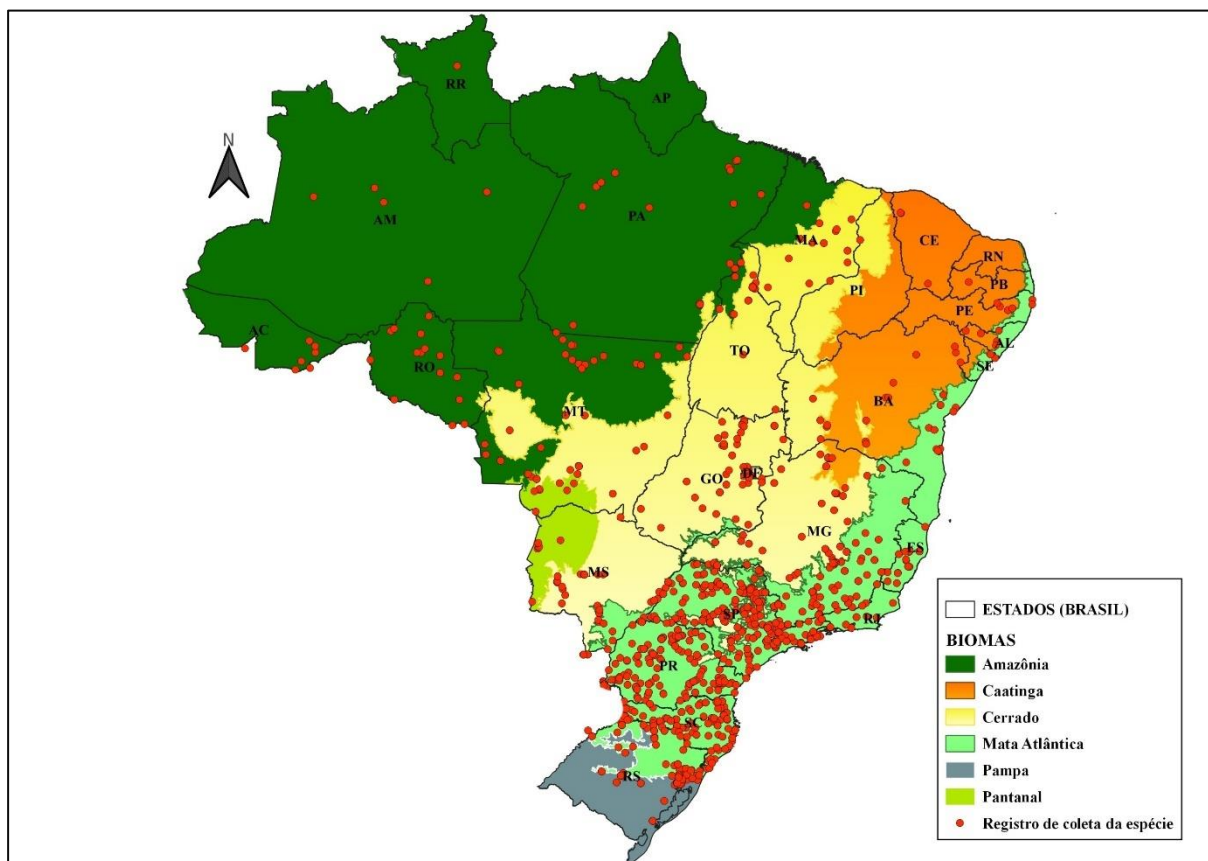 N
RR
AP
AM
PA
MA
CE
RN
PB
PI
PE
AC
AL
TO
SE
RO
BA
MT
GO
DF
MG
ES
MS
SP
RJ
PR
SC
RS
ESTADOS (BRASIL)
BIOMAS
Amazônia
Caatinga
Cerrado
Mata Atlântica
Pampa
Pantanal
Registro de coleta da espécie